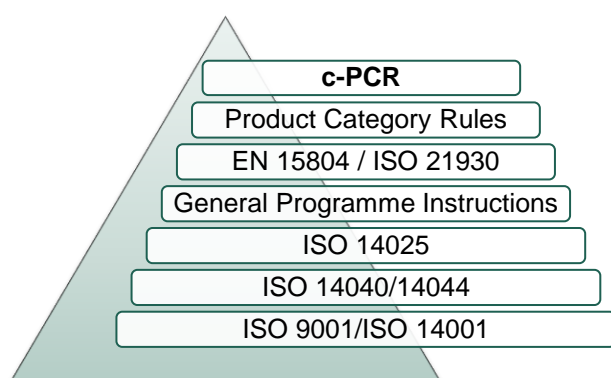 c-PCR
Product Category Rules
EN 15804 / ISO 21930
General Programme Instructions
ISO 14025
ISO 14040/14044
ISO 9001/ISO 14001